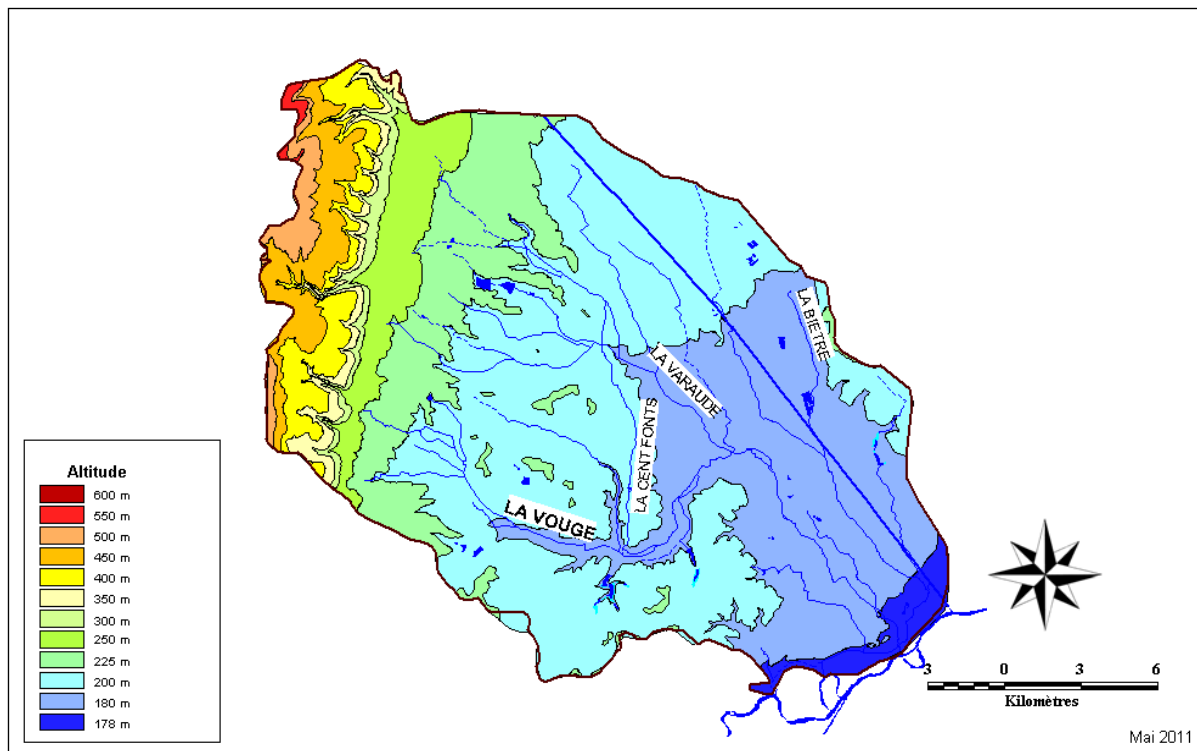 LA BIETRE
LA VARAUDE
LA CENT FONTS
LA VOUGE
Altitude
600 m
550 m
500 m
450 m
400 m
350 m
300 m
250 m
225 m
200 m
180 m
178 m
3 0 3 6
Kilomètres
Mai 2011